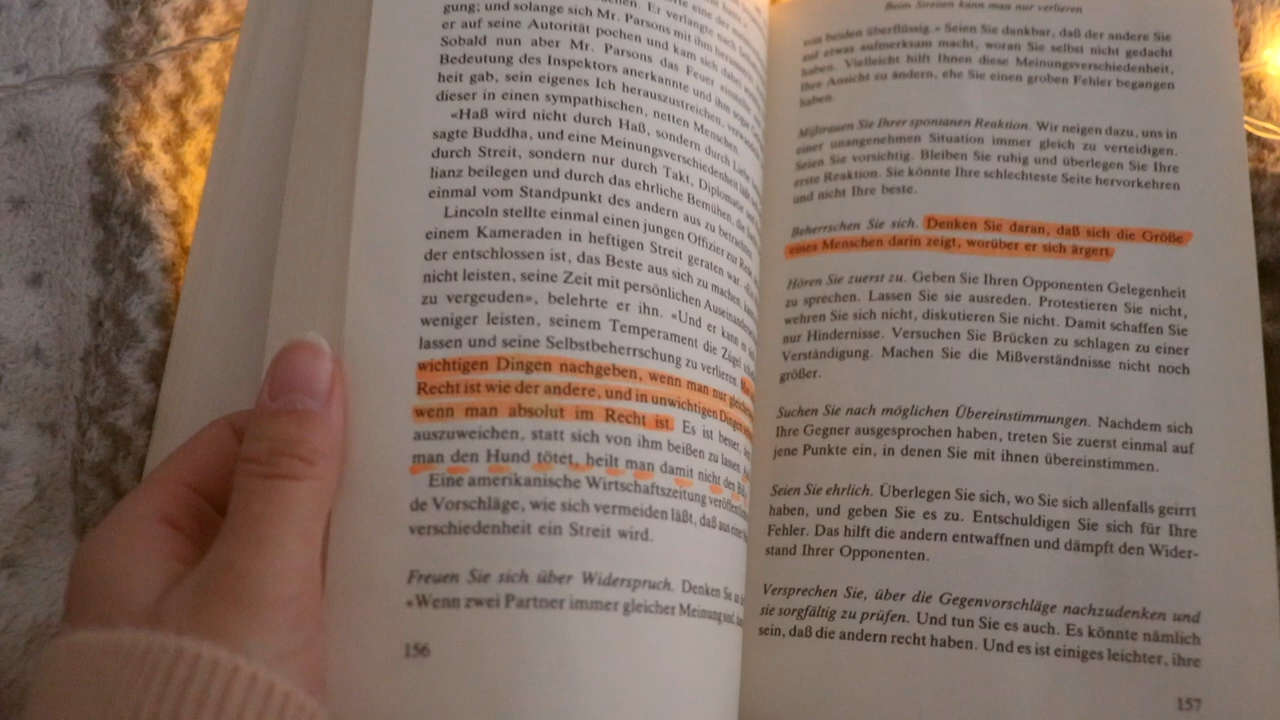 gung; und solange sich Mr. Parsons mit ihm herum
er auf seine Autorität pochen und kam sich dabei
Sobald nun aber Mr. Parsons das Feuer einstellte
Bedeutung des Inspektors anerkannte und ihm sogar
heit gab, sein eigenes Ich herauszustreichen, verwan
dieser in einen sympathischen, netten Menschen.
«Haß wird nicht durch Haß, sondern durch Liebe
sagte Buddha, und eine Meinungsverschiedenheit läßt
durch Streit, sondern nur durch Takt, Diplomatie und
lianz beilegen und durch das ehrliche Bemühen, die
einmal vom Standpunkt des andern aus zu betrachten.
Lincoln stellte einmal einen jungen Offizier zur Rede,
einem Kameraden in heftigen Streit geraten war.
der entschlossen ist, das Beste aus sich zu machen, kann
nicht leisten, seine Zeit mit persönlichen Auseinander
zu vergeuden», belehrte er ihn. «Und er kann es
weniger leisten, seinem Temperament die Zügel
lassen und seine Selbstbeherrschung zu verlieren.
wichtigen Dingen nachgeben, wenn man nur gleich
Recht ist wie der andere, und in unwichtigen Dingen
wenn man absolut im Recht ist. Es ist besser,
auszuweichen, statt sich von ihm beißen zu lassen.
man den Hund tötet, heilt man damit nicht den
Eine amerikanische Wirtschaftszeitung veröffent
de Vorschläge, wie sich vermeiden läßt, daß aus
verschiedenheit ein Streit wird.
Freuen Sie sich über Widerspruch. Denken Sie
«Wenn zwei Partner immer gleicher Meinung sind,
156
Beim Streiten kann man nur verlieren
von beiden überflüssig.» Seien Sie dankbar, daß der andere Sie
auf etwas aufmerksam macht, woran Sie selbst nicht gedacht
haben. Vielleicht hilft Ihnen diese Meinungsverschiedenheit,
Ihre Ansicht zu ändern, ehe Sie einen groben Fehler begangen
haben.
Mißtrauen Sie Ihrer spontanen Reaktion. Wir neigen dazu, uns in
einer unangenehmen Situation immer gleich zu verteidigen.
Seien Sie vorsichtig. Bleiben Sie ruhig und überlegen Sie Ihre
erste Reaktion. Sie könnte Ihre schlechteste Seite hervorkehren
und nicht Ihre beste.
Beherrschen Sie sich. Denken Sie daran, daß sich die Größe
eines Menschen darin zeigt, worüber er sich ärgert.
Hören Sie zuerst zu. Geben Sie Ihren Opponenten Gelegenheit
zu sprechen. Lassen Sie sie ausreden. Protestieren Sie nicht,
wehren Sie sich nicht, diskutieren Sie nicht. Damit schaffen Sie
nur Hindernisse. Versuchen Sie Brücken zu schlagen zu einer
Verständigung. Machen Sie die Mißverständnisse nicht noch
größer.
Suchen Sie nach möglichen Übereinstimmungen. Nachdem sich
Ihre Gegner ausgesprochen haben, treten Sie zuerst einmal auf
jene Punkte ein, in denen Sie mit ihnen übereinstimmen.
Seien Sie ehrlich. Überlegen Sie sich, wo Sie sich allenfalls geirrt
haben, und geben Sie es zu. Entschuldigen Sie sich für Ihre
Fehler. Das hilft die andern entwaffnen und dämpft den Wider-
stand Ihrer Opponenten.
Versprechen Sie, über die Gegenvorschläge nachzudenken und
sie sorgfältig zu prüfen. Und tun Sie es auch. Es könnte nämlich
sein, daß die andern recht haben. Und es ist einiges leichter, ihre
157